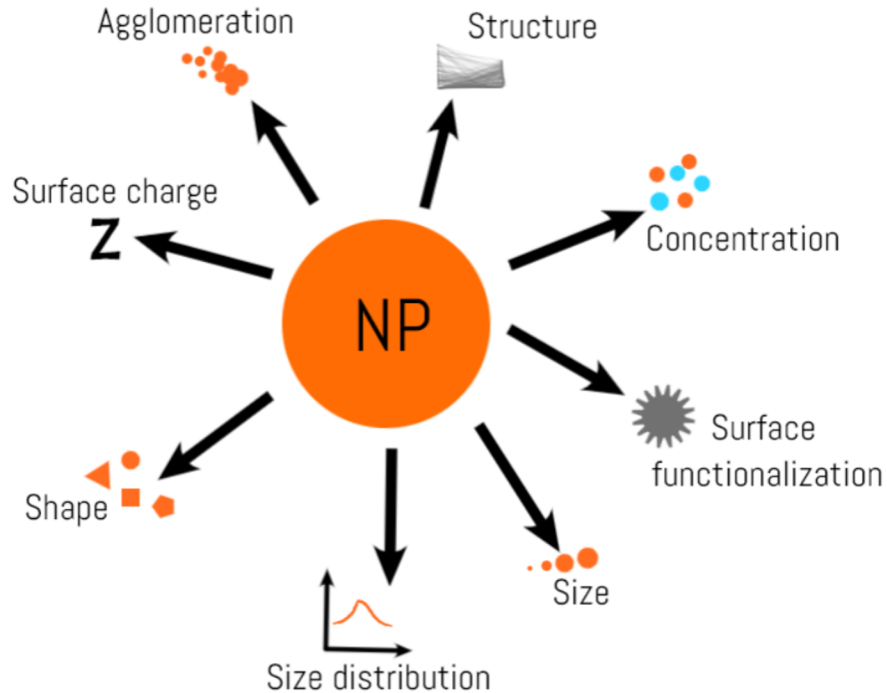 Agglomeration
Structure
Surface charge
Z
Concentration
NP
Surface
functionalization
Shape
Size
Size distribution